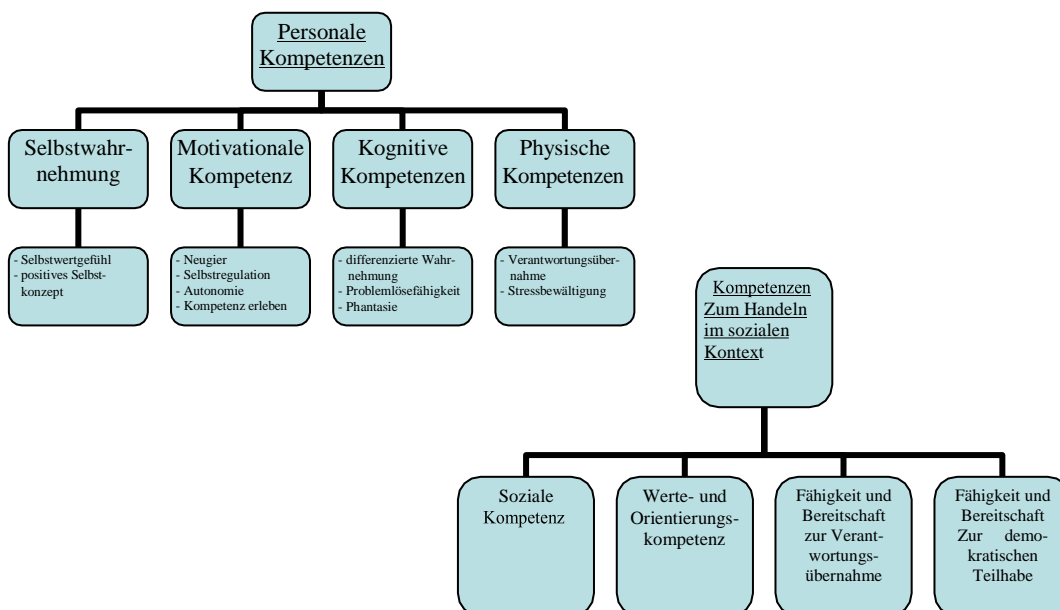 Personale
Kompetenzen
Selbstwahr-
nehmung
Motivationale
Kompetenz
Kognitive
Kompetenzen
Physische
Kompetenzen
- Selbstwertgefühl
- positives Selbst-
konzept
- Neugier
- Selbstregulation
- Autonomie
- Kompetenz erleben
- differenzierte Wahr-
nehmung
- Problemlösefähigkeit
- Phantasie
- Verantwortungsüber-
nahme
- Stressbewältigung
Kompetenzen
Zum Handeln
im sozialen
Kontext
Soziale
Kompetenz
Werte- und
Orientierungs-
kompetenz
Fähigkeit und
Bereitschaft
zur Verant-
wortungs-
übernahme
Fähigkeit und
Bereitschaft
Zur demo-
kratischen
Teilhabe